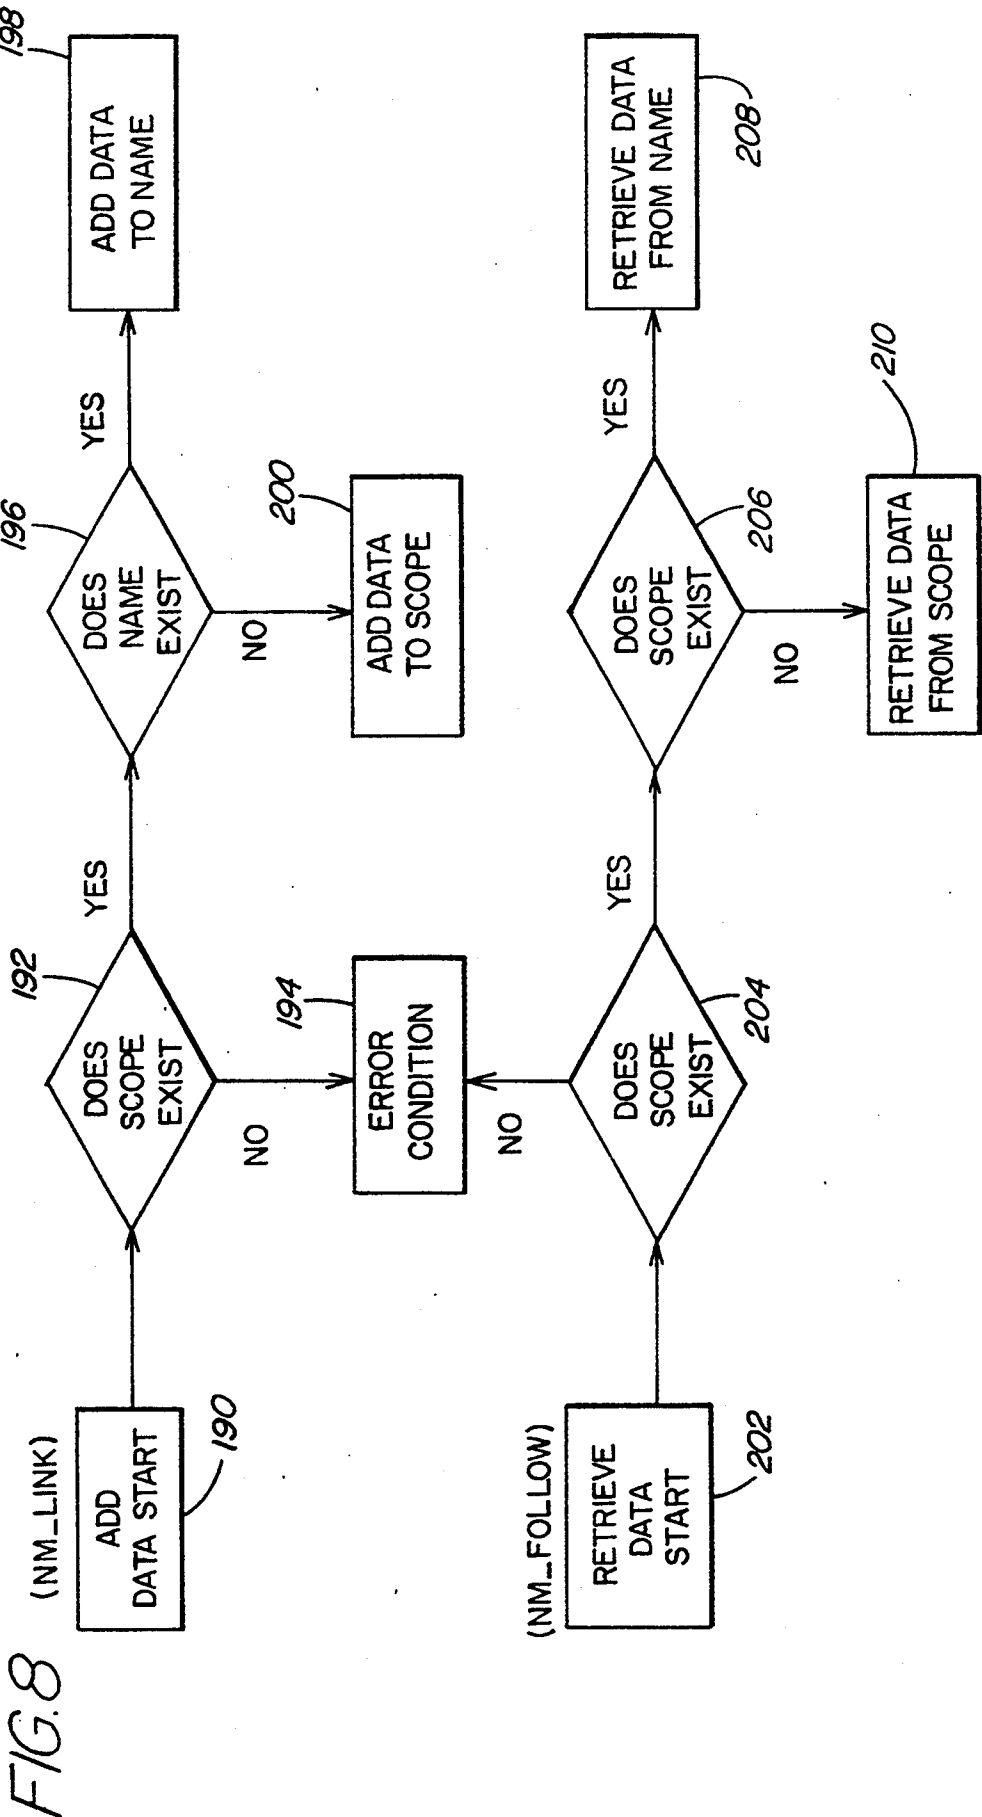 FIG.8
(NM_LINK)
ADD
DATA START
190
DOES
SCOPE
EXIST
192
YES
NO
DOES
NAME
EXIST
196
YES
NO
ADD DATA
TO NAME
198
ERROR
CONDITION
194
ADD DATA
TO SCOPE
200
(NM_FOLLOW)
RETRIEVE
DATA
START
202
NO
DOES
SCOPE
EXIST
204
YES
DOES
SCOPE
EXIST
206
YES
NO
RETRIEVE DATA
FROM NAME
208
RETRIEVE DATA
FROM SCOPE
210